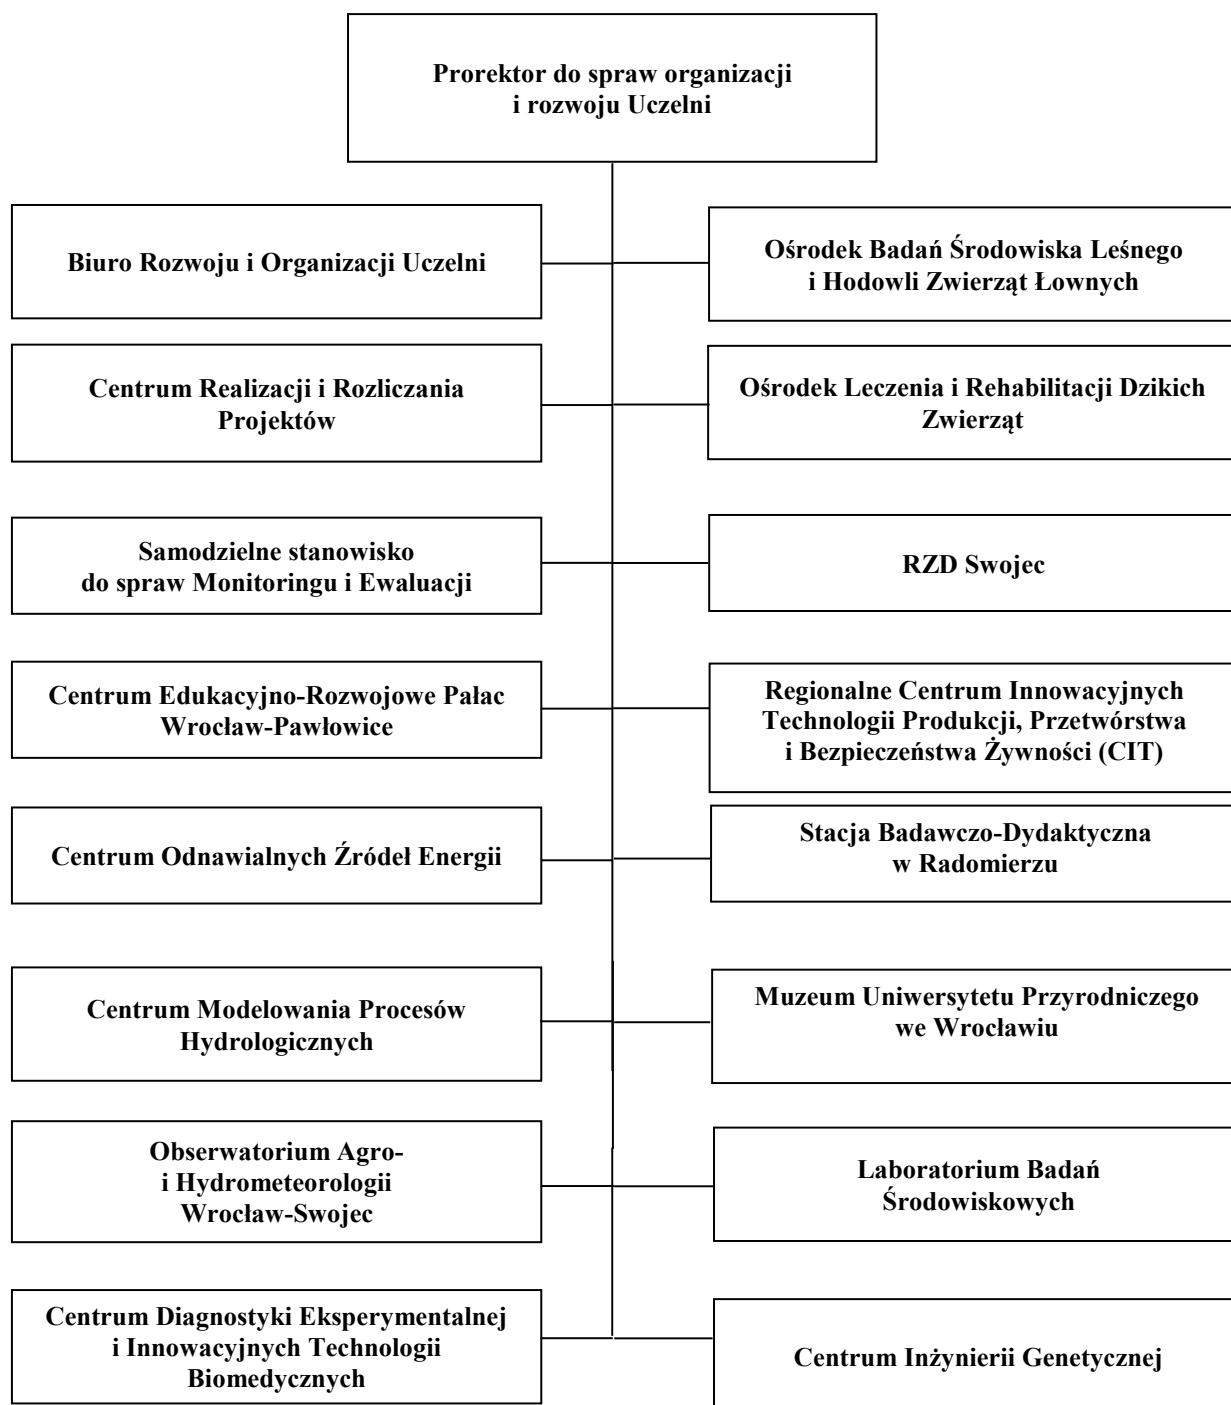 Prorektor do spraw organizacji
i rozwoju Uczelni
Biuro Rozwoju i Organizacji Uczelni
Ośrodek Badań Środowiska Leśnego
i Hodowli Zwierząt Łownych
Centrum Realizacji i Rozliczania
Projektów
Ośrodek Leczenia i Rehabilitacji Dzikich
Zwierząt
Samodzielne stanowisko
do spraw Monitoringu i Ewaluacji
RZD Swojec
Centrum Edukacyjno-Rozwojowe Pałac
Wrocław-Pawłowice
Regionalne Centrum Innowacyjnych
Technologii Produkcji, Przetwórstwa
i Bezpieczeństwa Żywności (CIT)
Centrum Odnawialnych Źródeł Energii
Stacja Badawczo-Dydaktyczna
w Radomierzu
Centrum Modelowania Procesów
Hydrologicznych
Muzeum Uniwersytetu Przyrodniczego
we Wrocławiu
Obserwatorium Agro-
i Hydrometeorologii
Wrocław-Swojec
Laboratorium Badań
Środowiskowych
Centrum Diagnostyki Eksperymentalnej
i Innowacyjnych Technologii
Biomedycznych
Centrum Inżynierii Genetycznej